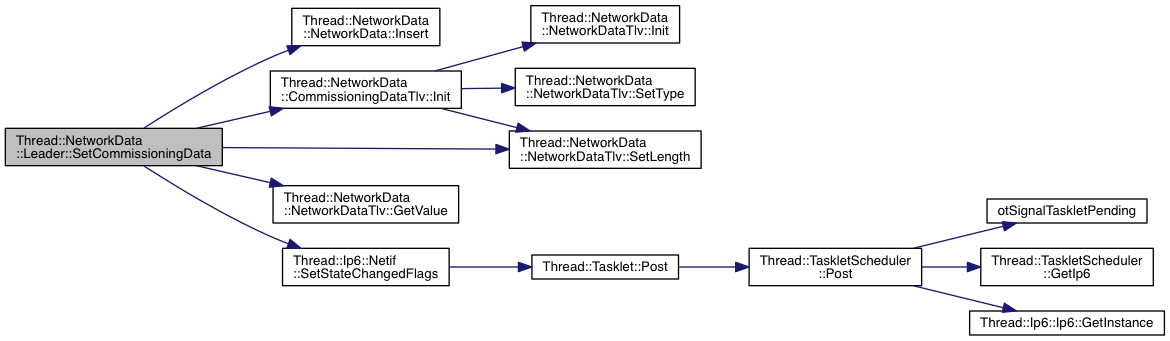 Thread::NetworkData
::Leader::SetCommissioningData
Thread::NetworkData
::NetworkData::Insert
Thread::NetworkData
::CommissioningDataTlv::Init
Thread::NetworkData
::NetworkDataTlv::Init
Thread::NetworkData
::NetworkDataTlv::SetType
Thread::NetworkData
::NetworkDataTlv::SetLength
Thread::NetworkData
::NetworkDataTlv::GetValue
Thread::Ip6::Netif
::SetStateChangedFlags
Thread::Tasklet::Post
Thread::TaskletScheduler
::Post
otSignalTaskletPending
Thread::TaskletScheduler
::GetIp6
Thread::Ip6::Ip6::GetInstance